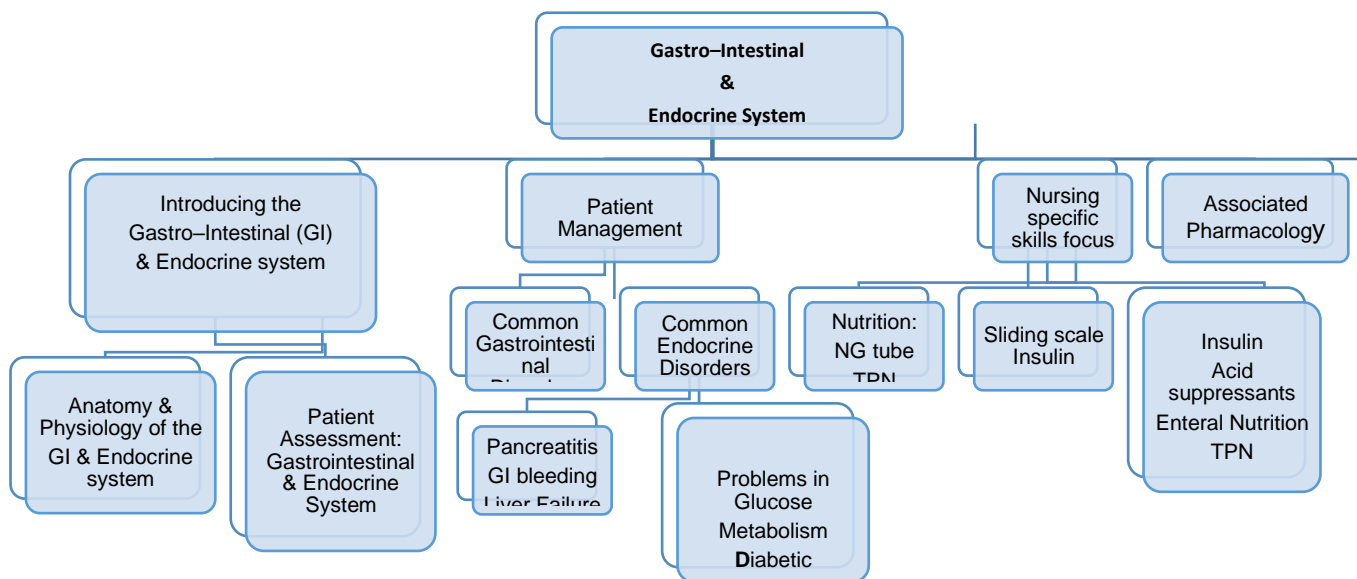 Gastro–Intestinal
&
Endocrine System
Introducing the
Gastro–Intestinal (GI)
& Endocrine system
Patient
Management
Nursing
specific
skills focus
Associated
Pharmacology
Common
Gastrointesti
nal
Common
Endocrine
Disorders
Nutrition:
NG tube
TPN
Sliding scale
Insulin
Insulin
Acid
suppressants
Enteral Nutrition
TPN
Anatomy &
Physiology of the
GI & Endocrine
system
Patient
Assessment:
Gastrointestinal
& Endocrine
System
Pancreatitis
GI bleeding
Liver Failure
Problems in
Glucose
Metabolism
Diabetic